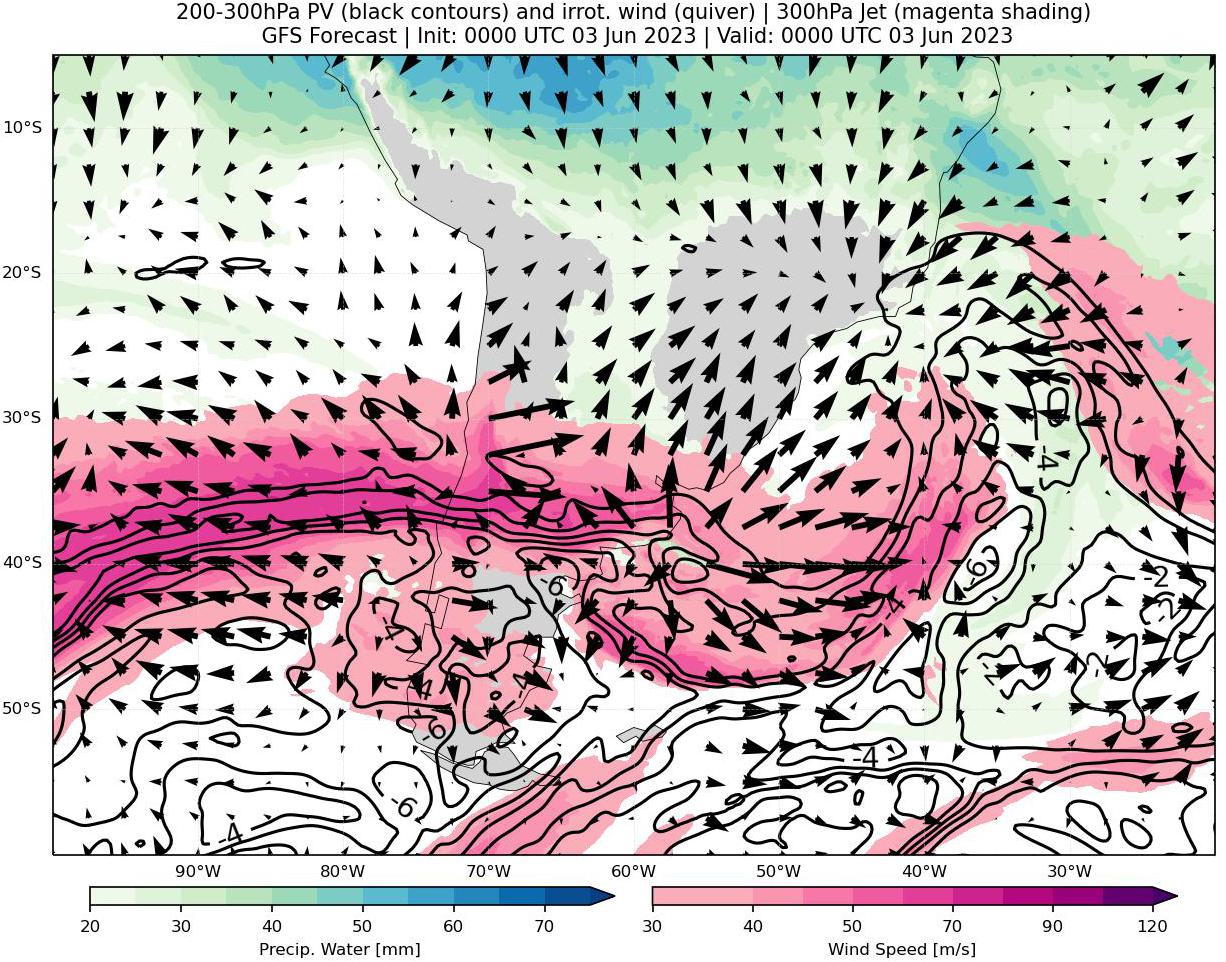 200-300hPa PV (black contours) and irrot. wind (quiver) | 300hPa Jet (magenta shading)
GFS Forecast | Init: 0000 UTC 03 Jun 2023 | Valid: 0000 UTC 03 Jun 2023
10°S
20°S
30°S
-4
40°S
-6 -6 -2
-4 -4 -2
-4 -4 -2 -2
50°S
-6
-4
-6
-4
90°W 80°W 70°W 60°W 50°W 40°W 30°W
20 30 40 50 60 70
30 40 50 70 90 120
Precip. Water [mm] Wind Speed [m/s]